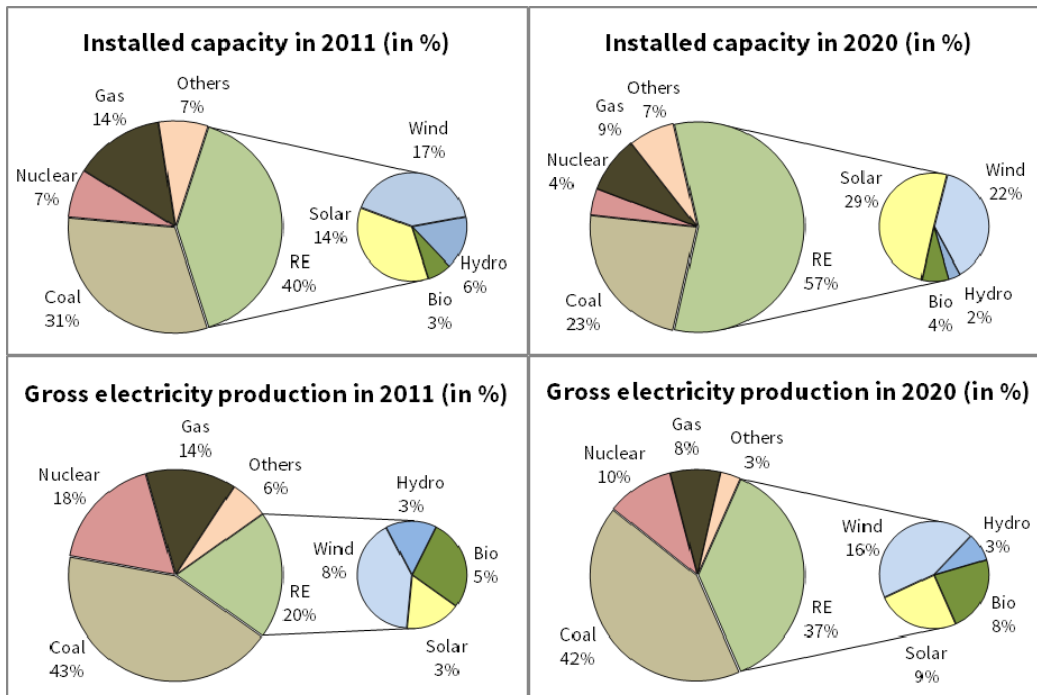 Installed capacity in 2011 (in %)
Others
7%
Gas
14%
Nuclear
7%
Coal
31%
RE
40%
Wind
17%
Solar
14%
Hydro
6%
Bio
3%
Installed capacity in 2020 (in %)
Others
7%
Gas
9%
Nuclear
4%
Coal
23%
RE
57%
Solar
29%
Wind
22%
Hydro
2%
Bio
4%
Gross electricity production in 2011 (in %)
Gas
14%
Others
6%
Nuclear
18%
Coal
43%
RE
20%
Hydro
3%
Wind
8%
Bio
5%
Solar
3%
Gross electricity production in 2020 (in %)
Gas
8%
Others
3%
Nuclear
10%
Coal
42%
RE
37%
Wind
16%
Hydro
3%
Bio
8%
Solar
9%